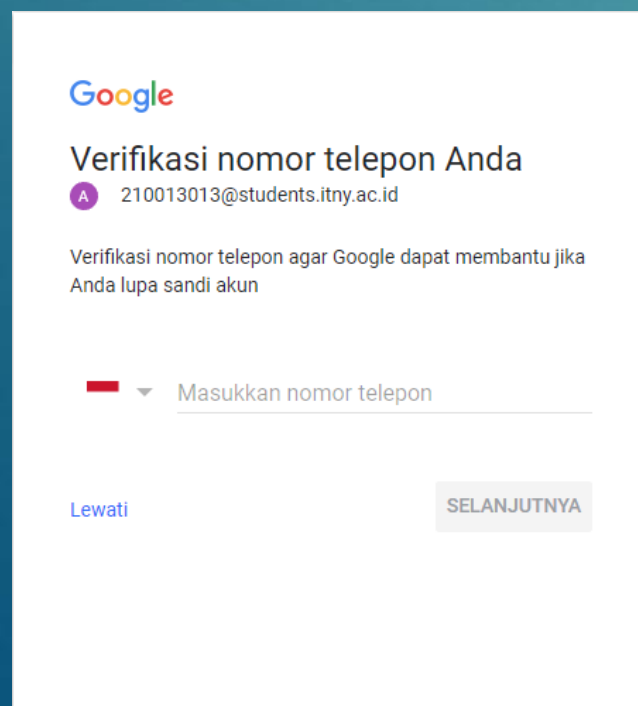 Google
Verifikasi nomor telepon Anda
A 210013013@students.itny.ac.id
Verifikasi nomor telepon agar Google dapat membantu jika
Anda lupa sandi akun
Masukkan nomor telepon
Lewati SELANJUTNYA